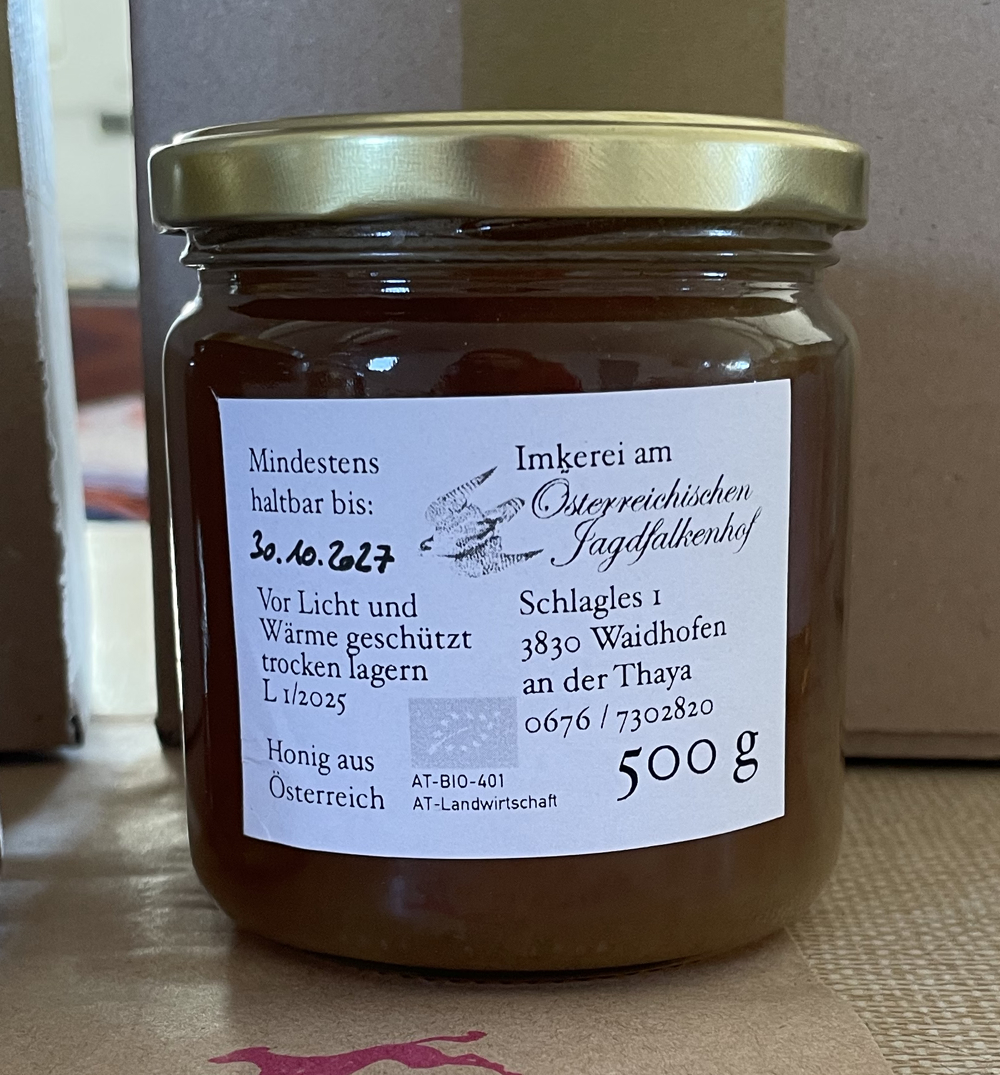 Mindestens
haltbar bis:
30.10.2027
Vor Licht und
Wärme geschützt
trocken lagern
L 1/2025
Honig aus
Österreich
Imkerei am
Österreichischen
Jagdfalkenhof
Schlagles 1
3830 Waidhofen
an der Thaya
0676 / 7302820
500 g
AT-BIO-401
AT-Landwirtschaft